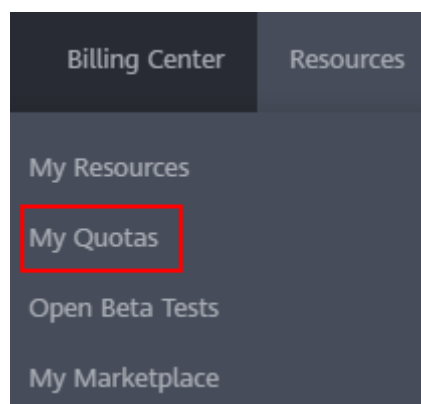 Billing Center Resources
My Resources
My Quotas
Open Beta Tests
My Marketplace